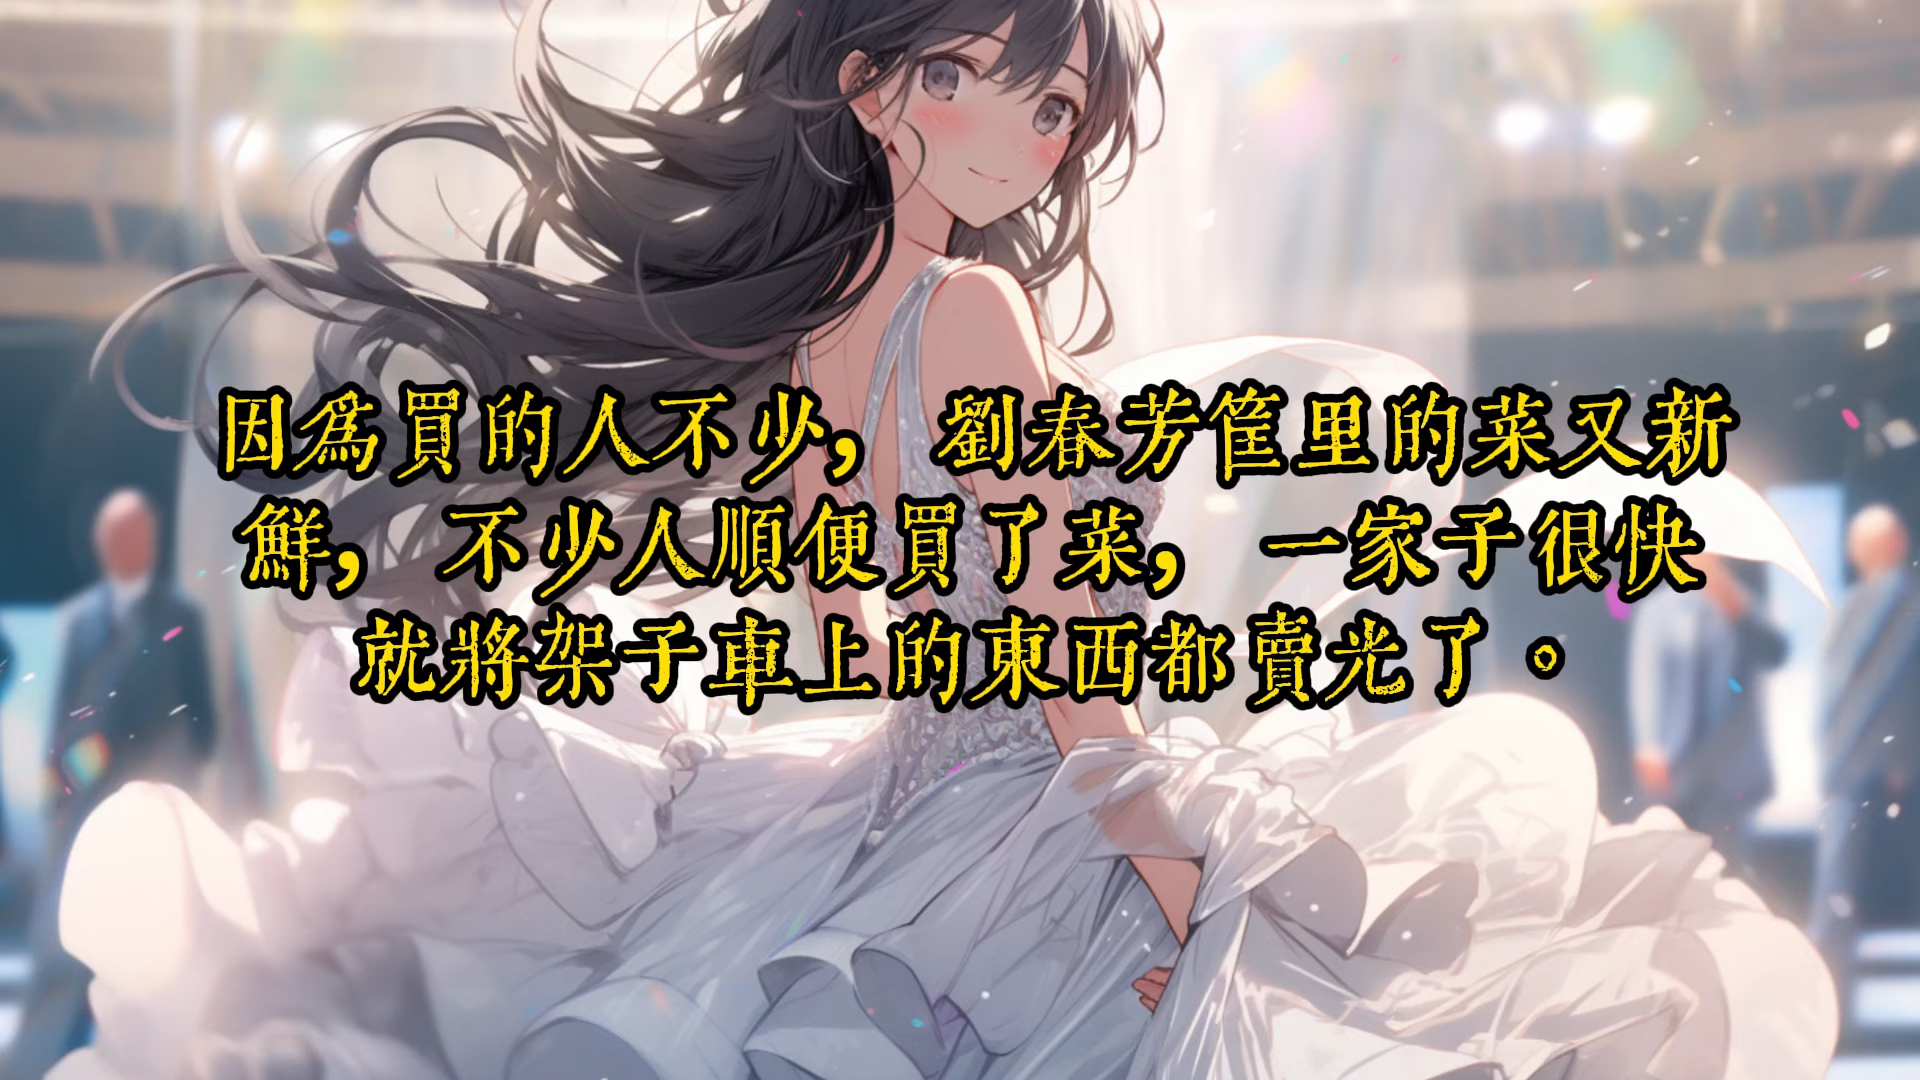 因為買的人不少，劉春芳筐里的菜又新
鮮，不少人順便買了菜，一家子很快
就將架子車上的東西都賣光了。